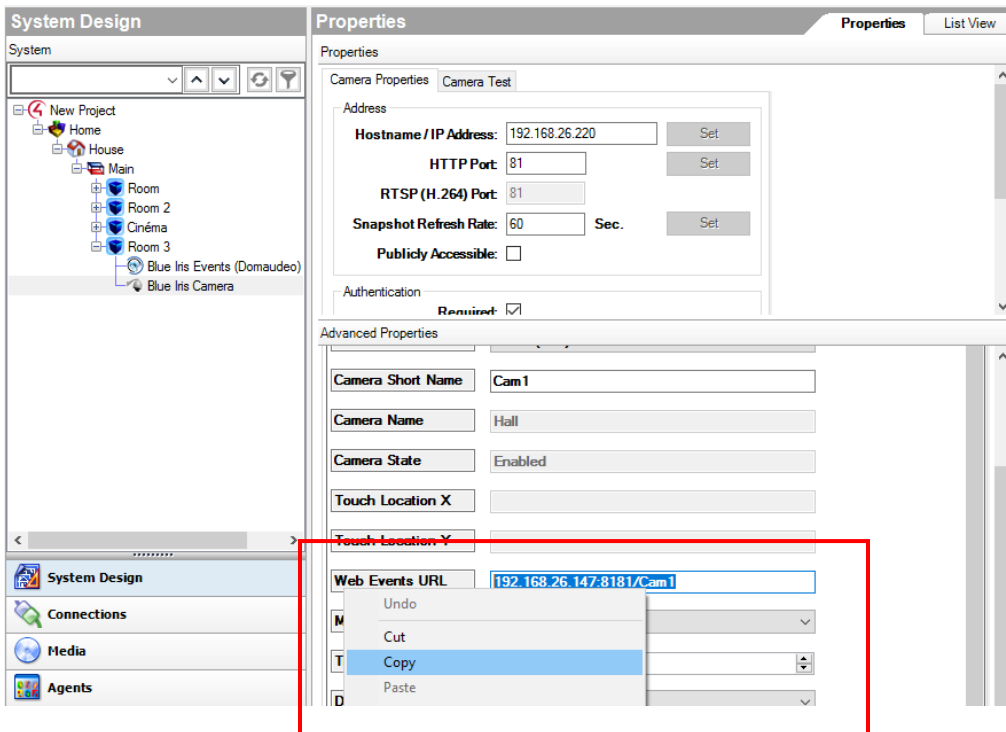 System Design
System
New Project
Home
House
Main
Room
Room 2
Cinéma
Room 3
Blue Iris Events (Domaudeo)
Blue Iris Camera
System Design
Connections
Media
Agents
Properties
Properties
List View
Properties
Camera Properties
Camera Test
Address
Hostname / IP Address: 192.168.26.220 Set
HTTP Port: 81 Set
RTSP (H.264) Port: 81
Snapshot Refresh Rate: 60 Sec. Set
Publicly Accessible:
Authentication
Required:
Advanced Properties
Camera Short Name Cam1
Camera Name Hall
Camera State Enabled
Touch Location X
Touch Location Y
Web Events URL 192.168.26.147:8181/Cam1
Undo
M
Cut
T
Copy
Paste
D